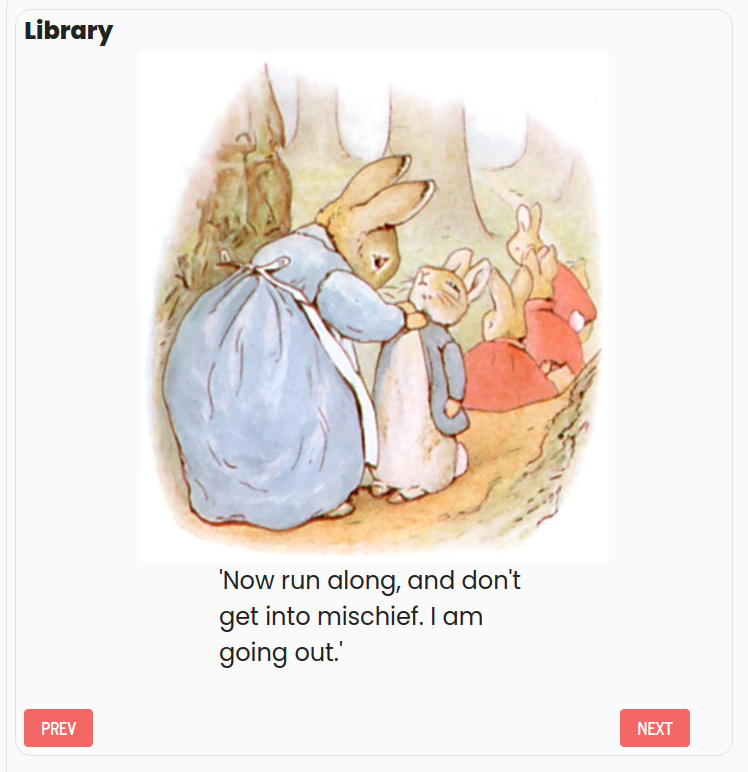 Library
'Now run along, and don't
get into mischief. I am
going out.'
PREV
NEXT